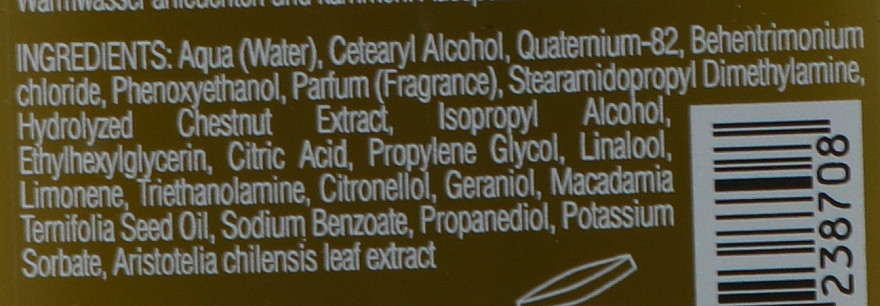 INGREDIENTS: Aqua (Water), Cetearyl Alcohol, Quaternium-82, Behentrimonium
chloride, Phenoxyethanol, Parfum (Fragrance), Stearamidopropyl Dimethylamine,
Hydrolyzed Chestnut Extract, Isopropyl Alcohol,
Ethylhexylglycerin, Citric Acid, Propylene Glycol, Linalool,
Limonene, Triethanolamine, Citronellol, Geraniol, Macadamia
Ternifolia Seed Oil, Sodium Benzoate, Propanediol, Potassium
Sorbate, Aristotelia chilensis leaf extract
238708